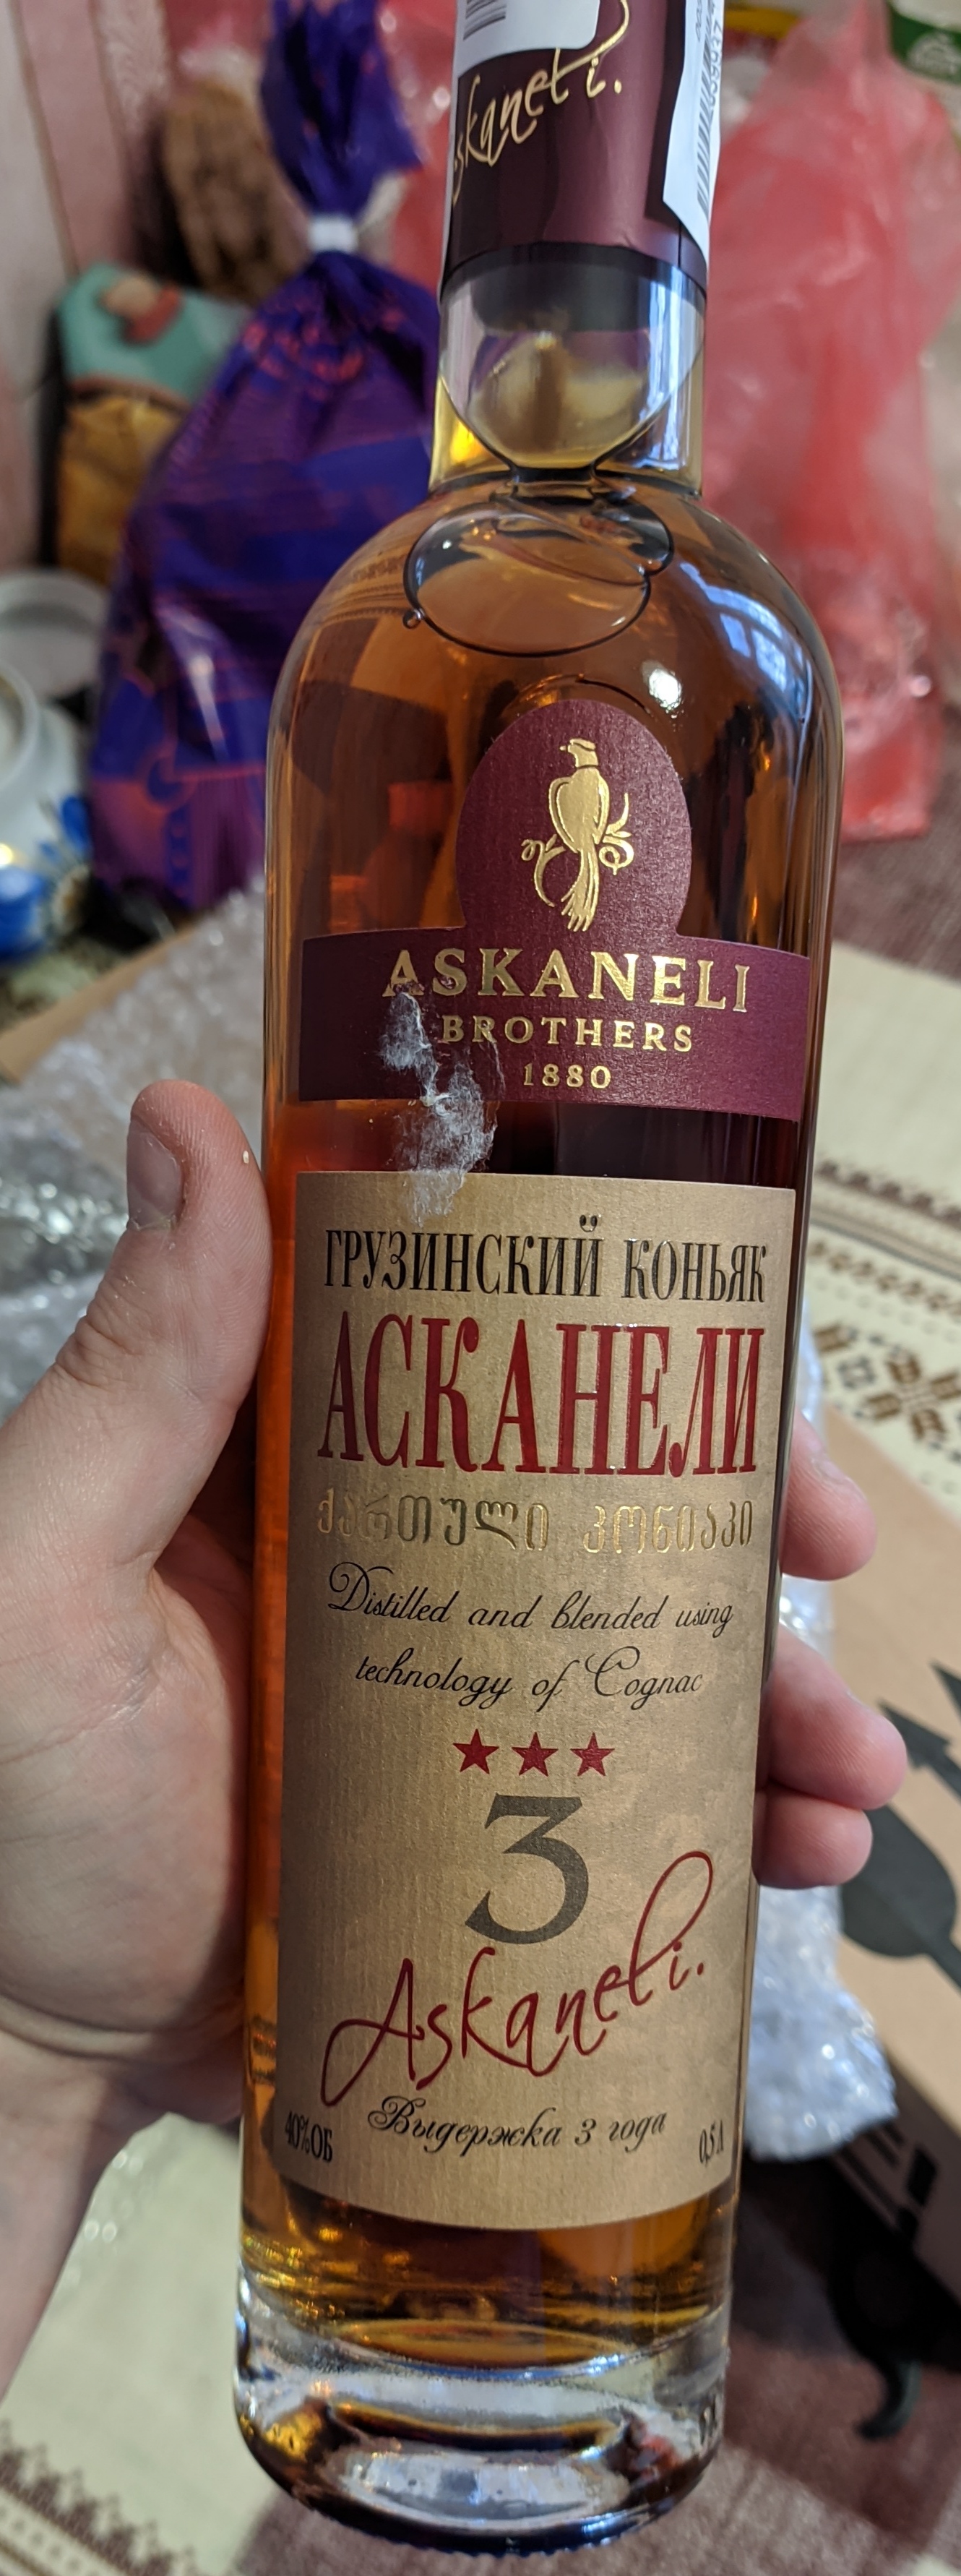 Askaneli.
ASKANELI
BROTHERS
1880
ГРУЗИНСКИЙ КОНЬЯК
АСКАНЕЛИ
ქართული კონიაკი
Distilled and blended using
technology of Cognac
3
Askaneli.
Выдержка 3 года
40%ОБ
0,5 Л